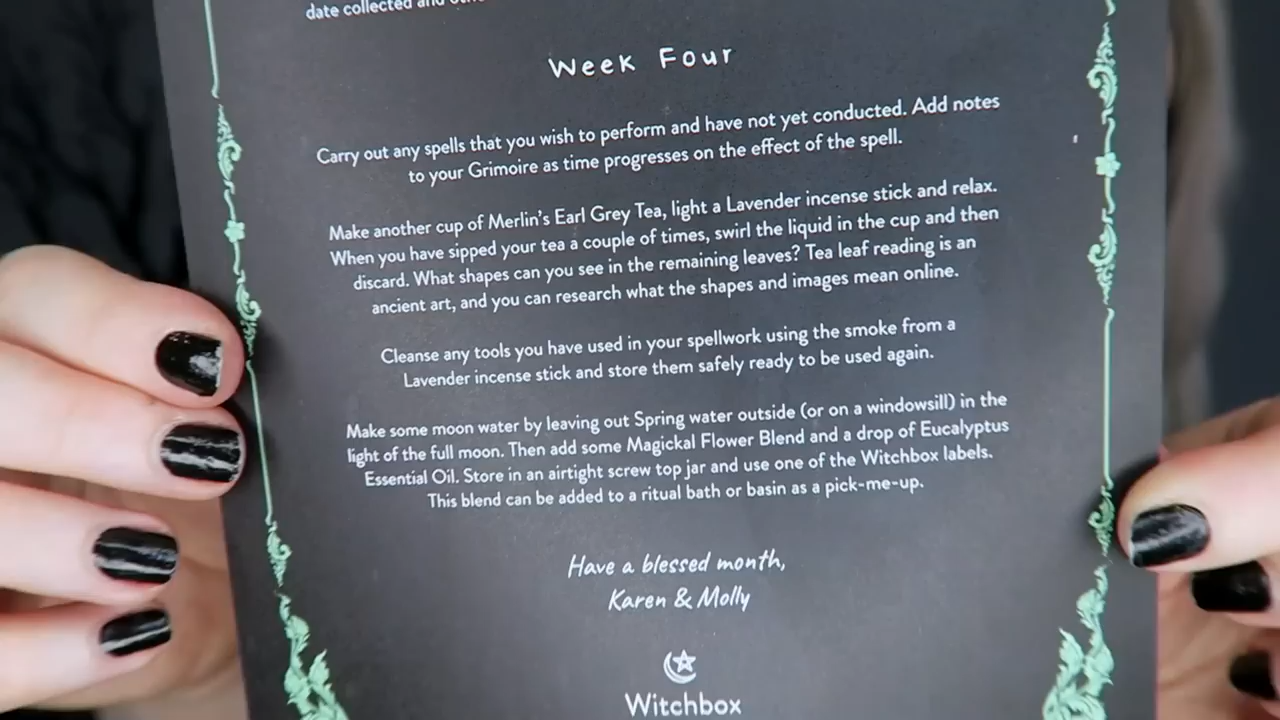 date collected and
Week Four
Carry out any spells that you wish to perform and have not yet conducted. Add notes
to your Grimoire as time progresses on the effect of the spell.
Make another cup of Merlin's Earl Grey Tea, light a Lavender incense stick and relax.
When you have sipped your tea a couple of times, swirl the liquid in the cup and then
discard. What shapes can you see in the remaining leaves? Tea leaf reading is an
ancient art, and you can research what the shapes and images mean online.
Cleanse any tools you have used in your spellwork using the smoke from a
Lavender incense stick and store them safely ready to be used again.
Make some moon water by leaving out Spring water outside (or on a windowsill) in the
light of the full moon. Then add some Magickal Flower Blend and a drop of Eucalyptus
Essential Oil. Store in an airtight screw top jar and use one of the Witchbox labels.
This blend can be added to a ritual bath or basin as a pick-me-up.
Have a blessed month,
Karen & Molly
Witchbox